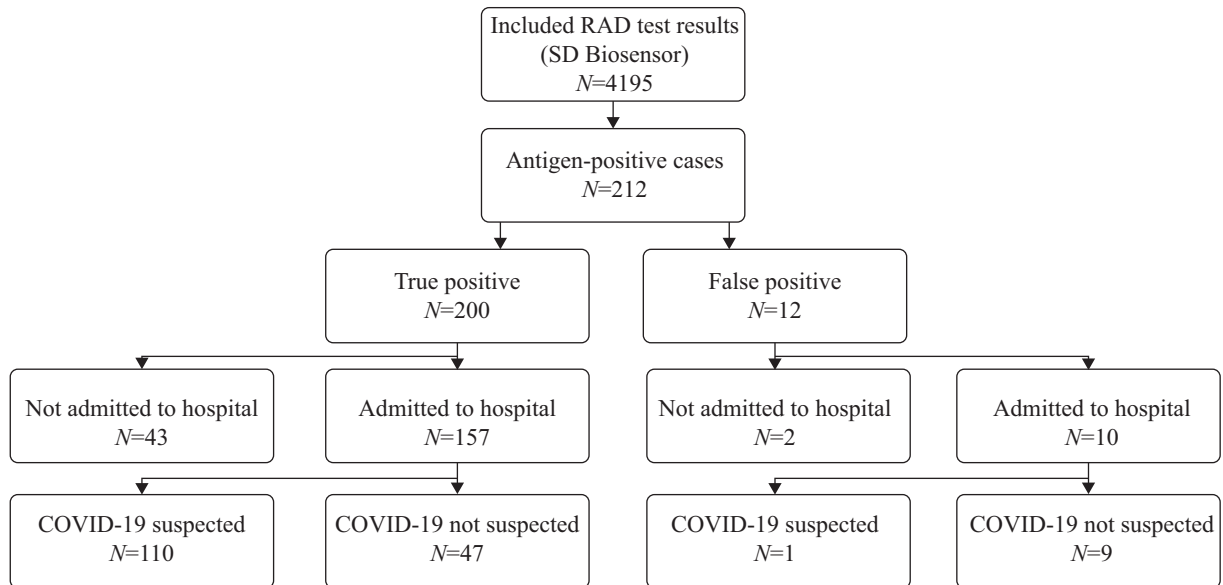 Included RAD test results
(SD Biosensor)
N=4195
Antigen-positive cases
N=212
True positive
N=200
False positive
N=12
Not admitted to hospital
N=43
Admitted to hospital
N=157
Not admitted to hospital
N=2
Admitted to hospital
N=10
COVID-19 suspected
N=110
COVID-19 not suspected
N=47
COVID-19 suspected
N=1
COVID-19 not suspected
N=9